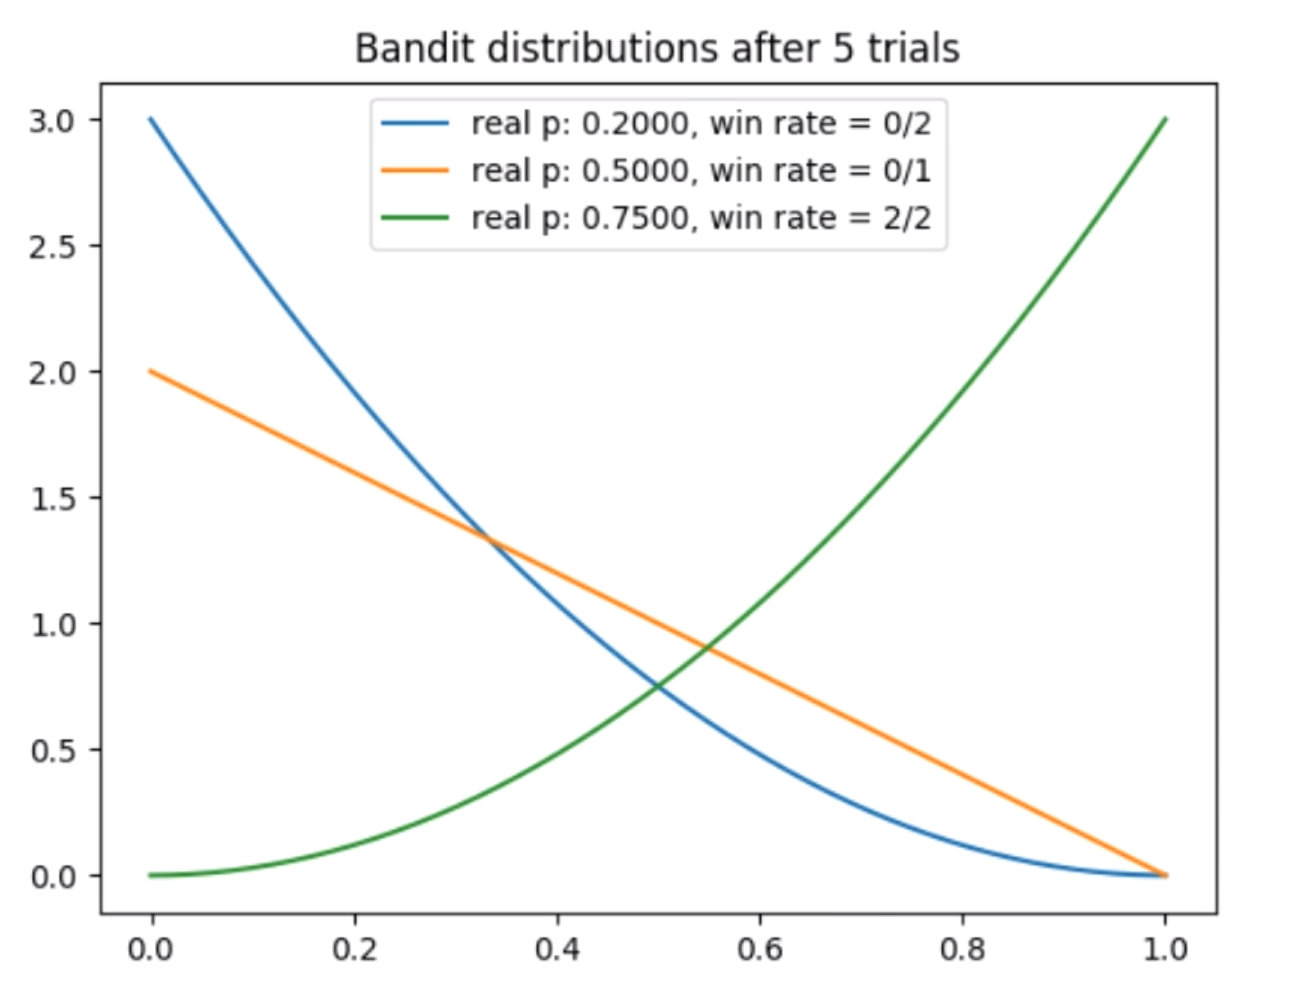 Bandit distributions after 5 trials
real p: 0.2000, win rate = 0/2
real p: 0.5000, win rate = 0/1
real p: 0.7500, win rate = 2/2
3.0
2.5
2.0
1.5
1.0
0.5
0.0
0.0 0.2 0.4 0.6 0.8 1.0